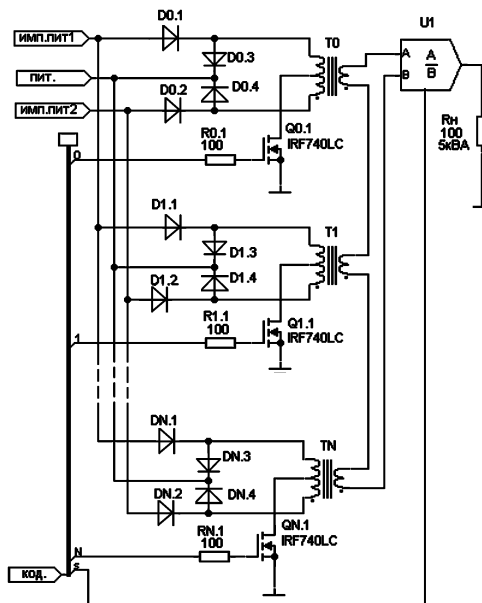 D0.1
T0
U1
ИМП.ПИТ1
D0.3
A
A
B
ПИТ.
D0.4
B
ИМП.ПИТ2
D0.2
Q0.1
R0.1
100
IRF740LC
Rн
100
5кВА
0
D1.1
T1
D1.3
D1.2
D1.4
R1.1
100
Q1.1
IRF740LC
1
DN.1
TN
DN.3
DN.2
DN.4
QN.1
RN.1
100
IRF740LC
N
КОД.
s